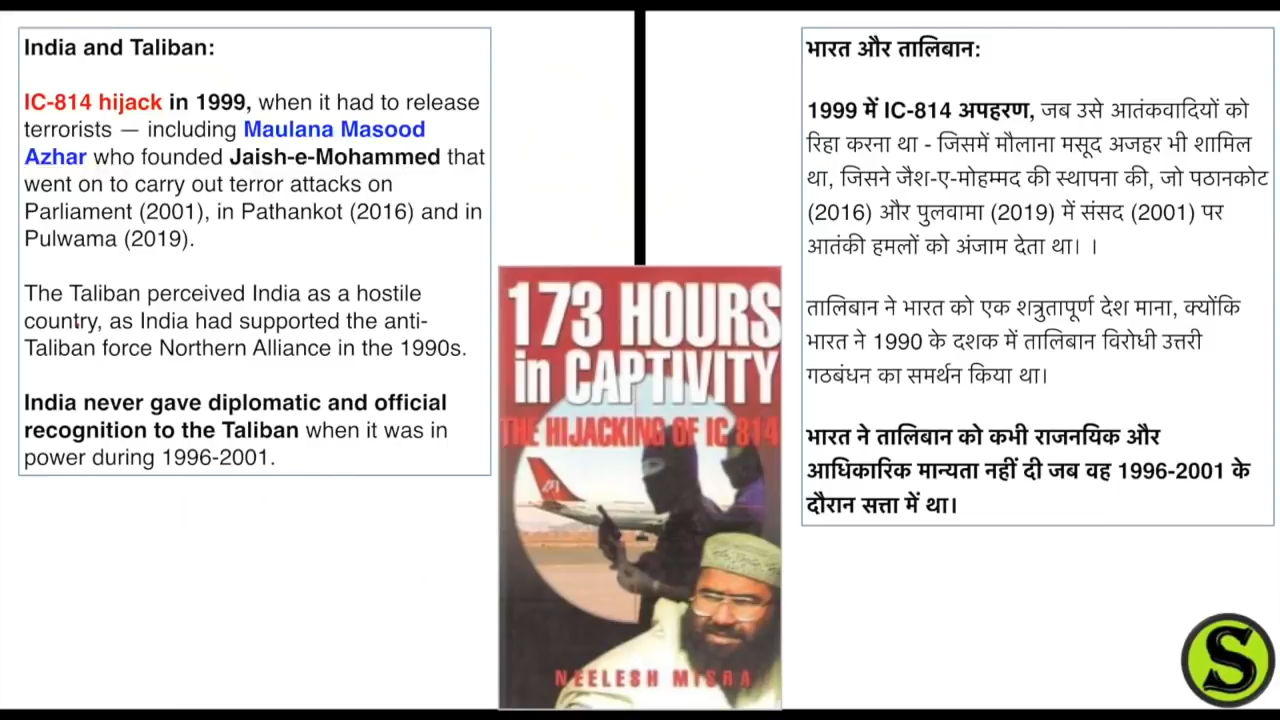 India and Taliban:
IC-814 hijack in 1999, when it had to release
terrorists — including Maulana Masood
Azhar who founded Jaish-e-Mohammed that
went on to carry out terror attacks on
Parliament (2001), in Pathankot (2016) and in
Pulwama (2019).
The Taliban perceived India as a hostile
country, as India had supported the anti-
Taliban force Northern Alliance in the 1990s.
India never gave diplomatic and official
recognition to the Taliban when it was in
power during 1996-2001.
173 HOURS
in CAPTIVITY
THE HIJACKING OF IC 814
NEELESH MISRA
भारत और तालिबान:
1999 में IC-814 अपहरण, जब उसे आतंकवादियों को
रिहा करना था - जिसमें मौलाना मसूद अजहर भी शामिल
था, जिसने जैश-ए-मोहम्मद की स्थापना की, जो पठानकोट
(2016) और पुलवामा (2019) में संसद (2001) पर
आतंकी हमलों को अंजाम देता था। ।
तालिबान ने भारत को एक शत्रुतापूर्ण देश माना, क्योंकि
भारत ने 1990 के दशक में तालिबान विरोधी उत्तरी
गठबंधन का समर्थन किया था।
भारत ने तालिबान को कभी राजनयिक और
आधिकारिक मान्यता नहीं दी जब वह 1996-2001 के
दौरान सत्ता में था।
S